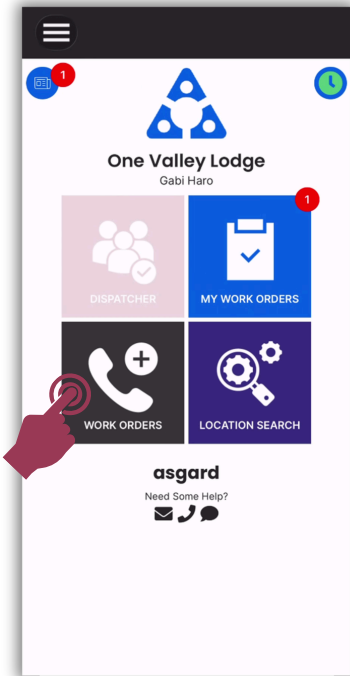 1
One Valley Lodge
Gabi Haro
1
DISPATCHER
MY WORK ORDERS
WORK ORDERS
LOCATION SEARCH
asgard
Need Some Help?